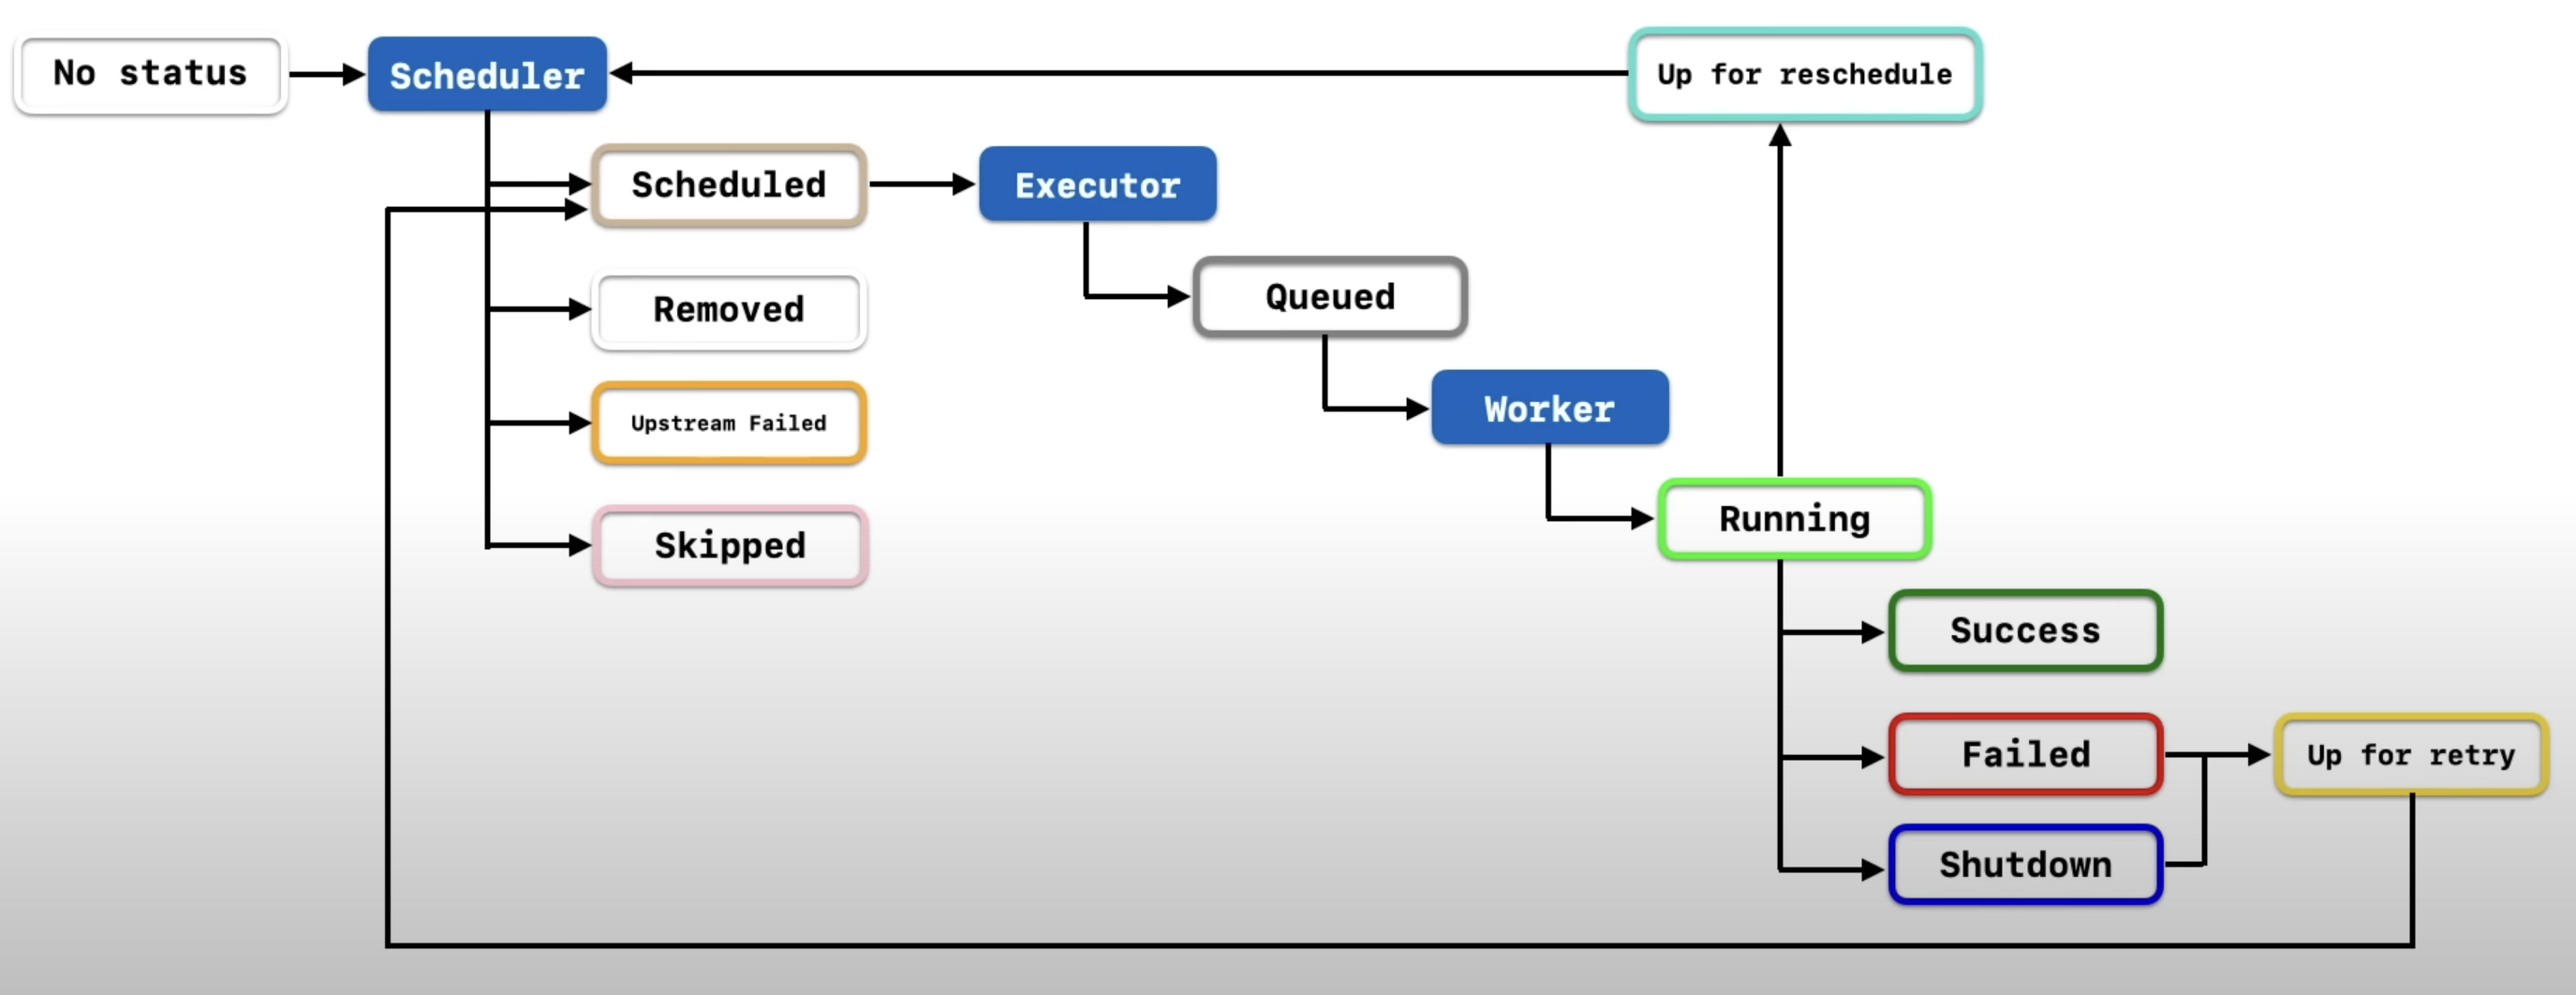 No status
Scheduler
Up for reschedule
Scheduled
Executor
Removed
Queued
Upstream Failed
Worker
Skipped
Running
Success
Failed
Up for retry
Shutdown